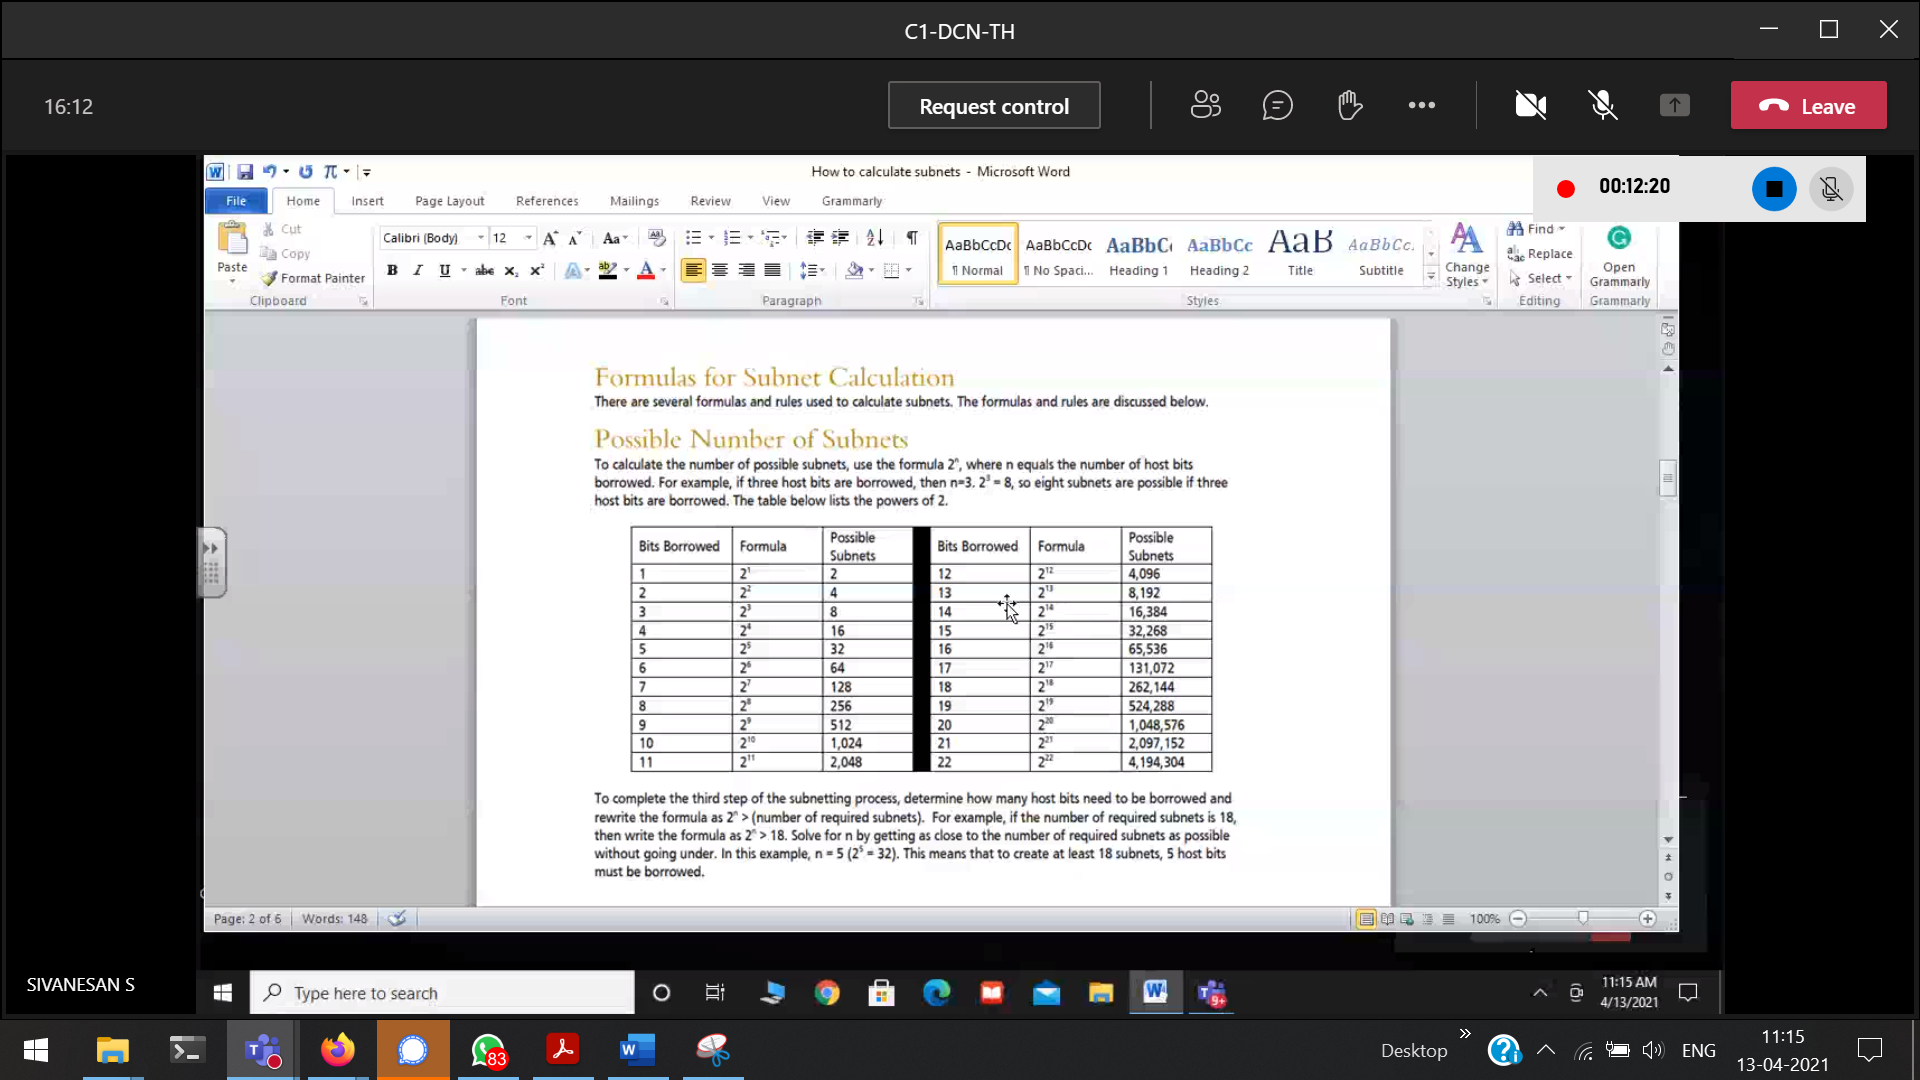 C1-DCN-TH
16:12
Request control
Leave
How to calculate subnets - Microsoft Word
00:12:20
File Home Insert Page Layout References Mailings Review View Grammarly
Paste
Cut
Copy
Format Painter
Clipboard
Calibri (Body) 12
Font
Paragraph
AaBbCcDc AaBbCcDc AaBbC( AaBbCc AaB AaBbCc.
¶ Normal ¶ No Spaci... Heading 1 Heading 2 Title Subtitle
Change Styles
Styles
Find
Replace
Select
Editing
Open Grammarly
Grammarly
Formulas for Subnet Calculation
There are several formulas and rules used to calculate subnets. The formulas and rules are discussed below.
Possible Number of Subnets
To calculate the number of possible subnets, use the formula 2ⁿ, where n equals the number of host bits
borrowed. For example, if three host bits are borrowed, then n=3. 2³ = 8, so eight subnets are possible if three
host bits are borrowed. The table below lists the powers of 2.
Bits Borrowed Formula Possible Subnets Bits Borrowed Formula Possible Subnets
1 2¹ 2 12 2¹² 4,096
2 2² 4 13 2¹³ 8,192
3 2³ 8 14 2¹⁴ 16,384
4 2⁴ 16 15 2¹⁵ 32,268
5 2⁵ 32 16 2¹⁶ 65,536
6 2⁶ 64 17 2¹⁷ 131,072
7 2⁷ 128 18 2¹⁸ 262,144
8 2⁸ 256 19 2¹⁹ 524,288
9 2⁹ 512 20 2²⁰ 1,048,576
10 2¹⁰ 1,024 21 2²¹ 2,097,152
11 2¹¹ 2,048 22 2²² 4,194,304
To complete the third step of the subnetting process, determine how many host bits need to be borrowed and
rewrite the formula as 2ⁿ > (number of required subnets). For example, if the number of required subnets is 18,
then write the formula as 2ⁿ > 18. Solve for n by getting as close to the number of required subnets as possible
without going under. In this example, n = 5 (2⁵ = 32). This means that to create at least 18 subnets, 5 host bits
must be borrowed.
Page: 2 of 6 Words: 148 100%
SIVANESAN S
Type here to search
9+
11:15 AM
4/13/2021
83
Desktop
ENG
11:15
13-04-2021